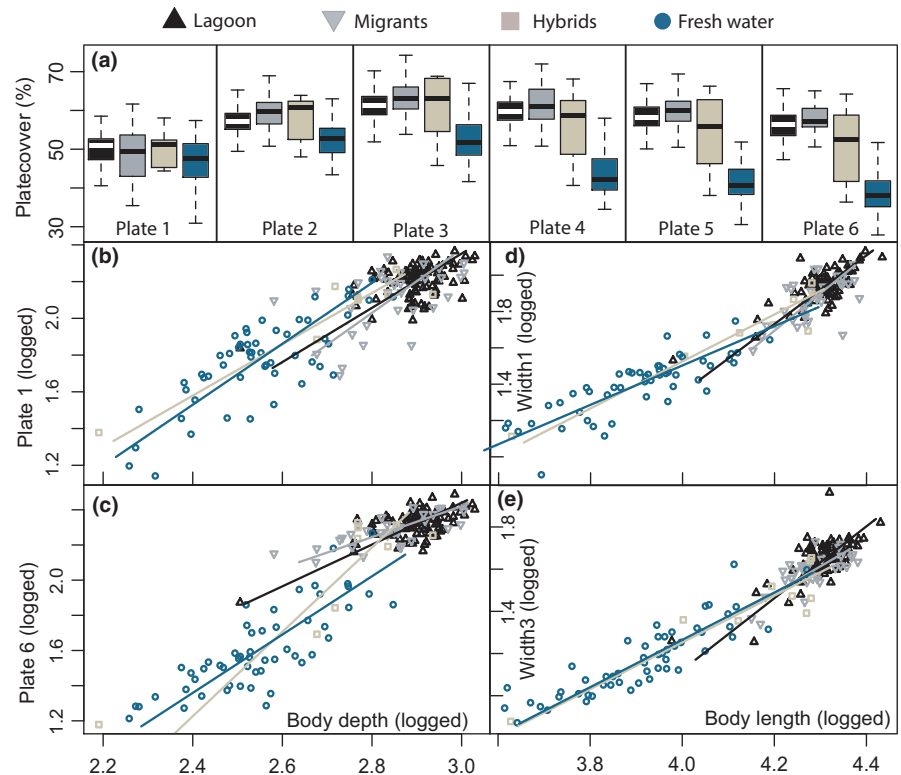 Lagoon Migrants Hybrids Fresh water
(a)
Platecovver (%)
70
50
30
Plate 1 Plate 2 Plate 3 Plate 4 Plate 5 Plate 6
(b)
Plate 1 (logged)
2.0
1.6
1.2
(d)
Width1 (logged)
1.8
1.4
(c)
Plate 6 (logged)
2.0
1.6
1.2
Body depth (logged)
2.2 2.4 2.6 2.8 3.0
(e)
Width3 (logged)
1.8
1.4
Body length (logged)
3.8 4.0 4.2 4.4